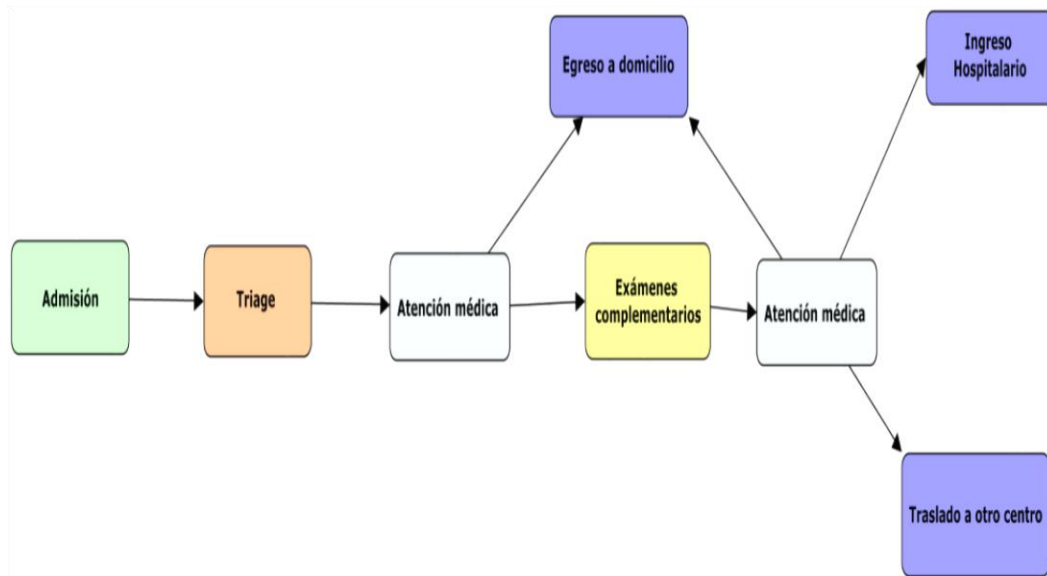 Egreso a domicilio
Ingreso
Hospitalario
Admisión
Triage
Atención médica
Exámenes
complementarios
Atención médica
Traslado a otro centro